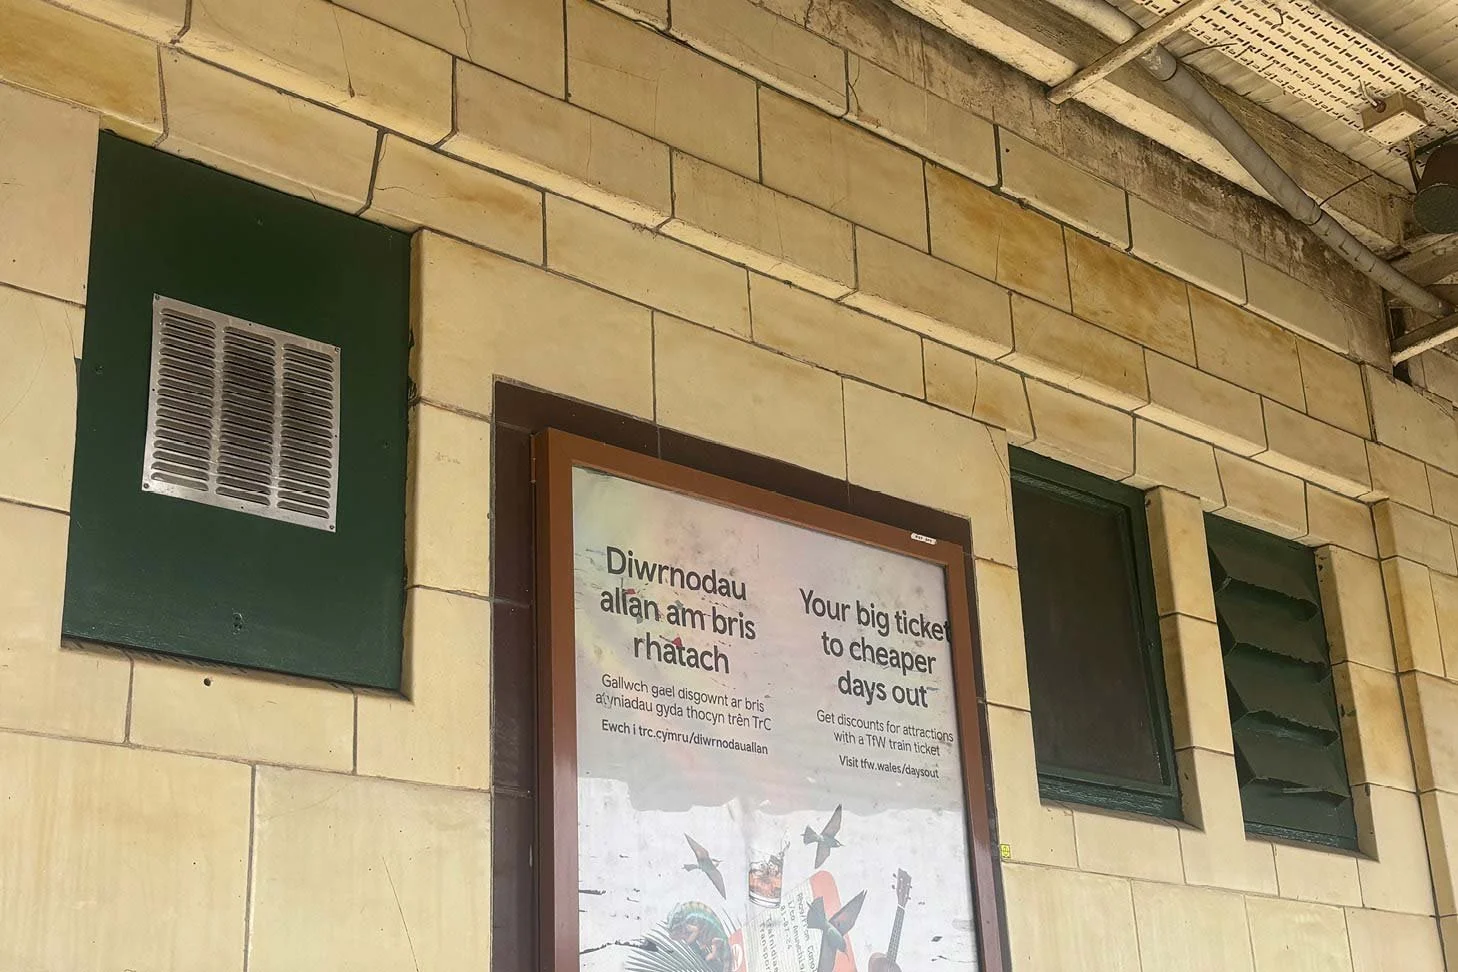 Diwrnodau
allan am bris
rhatach
Gallwch gael disgownt ar bris
atyniadau gyda thocyn trên TrC
Ewch i trc.cymru/diwrnodauallan
Your big ticket
to cheaper
days out
Get discounts for attractions
with a TfW train ticket
Visit tfw.wales/daysout